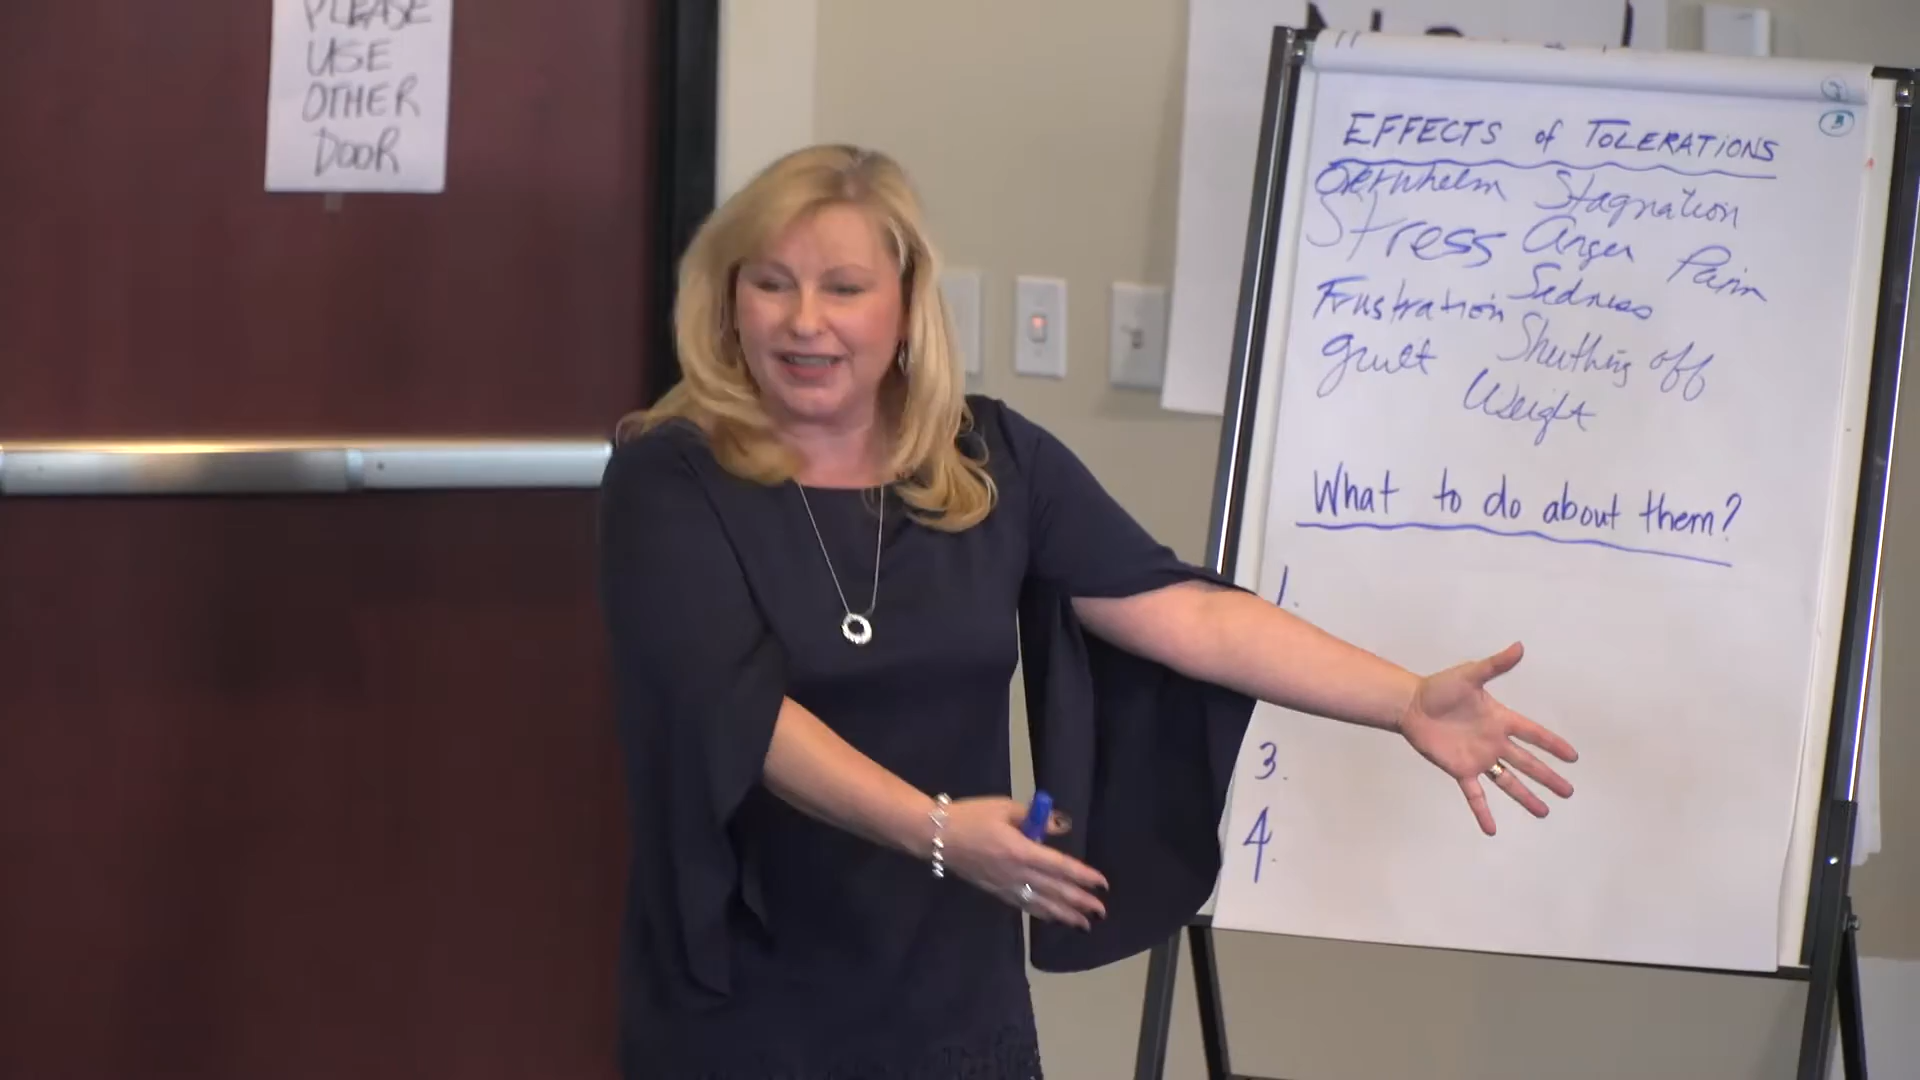 PLEASE
USE
OTHER
DOOR
EFFECTS of TOLERATIONS
Overwhelm Stagnation
Stress Anger Pain
Frustration Sadness
guilt Shutting off
Weight
What to do about them?
1.
3.
4.